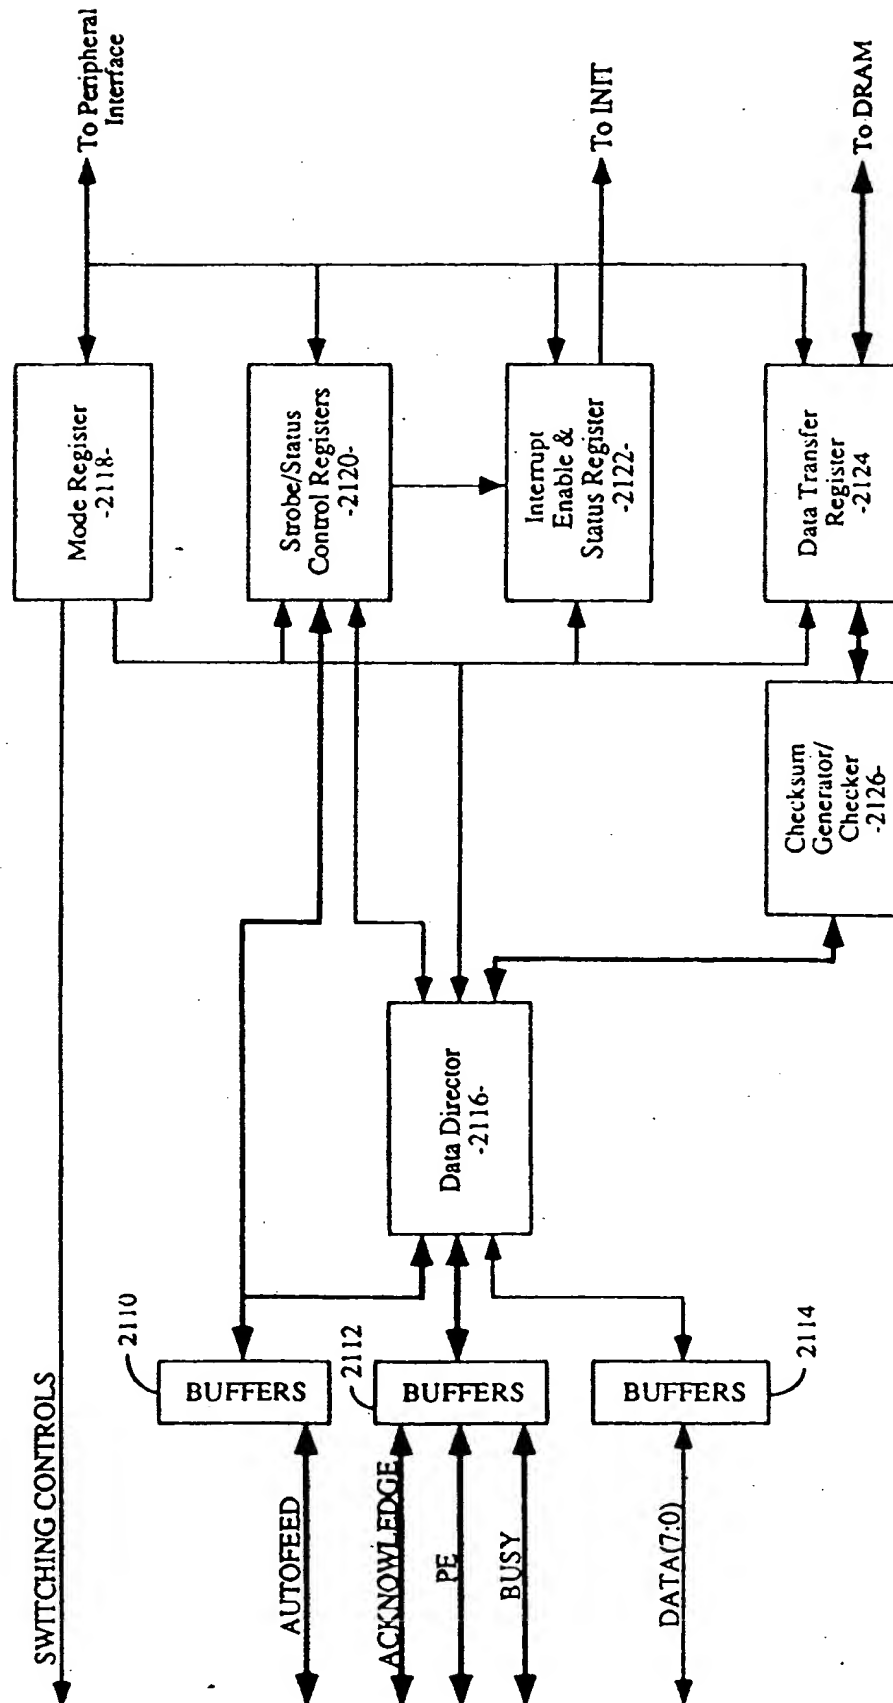 To Peripheral
Interface
To INIT
To DRAM
Mode Register
-2118-
Strobe/Status
Control Registers
-2120-
Interrupt
Enable &
Status Register
-2122-
Data Transfer
Register
-2124
Checksum
Generator/
Checker
-2126-
Data Director
-2116-
2110
BUFFERS
2112
BUFFERS
2114
BUFFERS
SWITCHING CONTROLS
AUTOFEED
ACKNOWLEDGE
PE
BUSY
DATA(7:0)